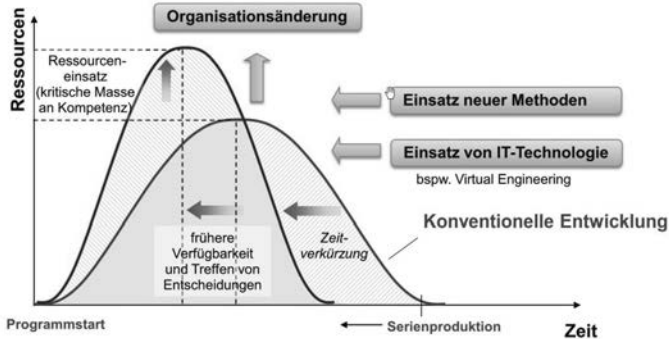 Organisationsänderung
Ressourcen
Ressourcen-
einsatz
(kritische Masse
an Kompetenz)
Einsatz neuer Methoden
Einsatz von IT-Technologie
bspw. Virtual Engineering
Konventionelle Entwicklung
frühere
Verfügbarkeit
und Treffen von
Entscheidungen
Zeit-
verkürzung
Programmstart
Serienproduktion
Zeit